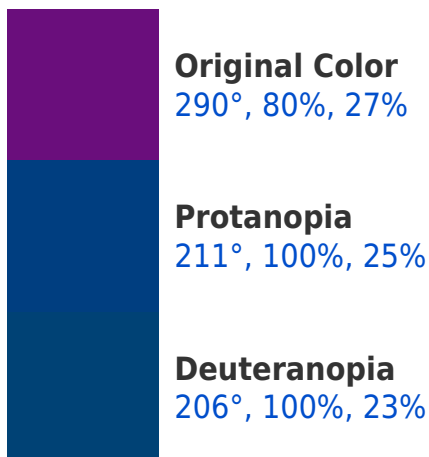 Original Color
290°, 80%, 27%
Protanopia
211°, 100%, 25%
Deuteranopia
206°, 100%, 23%